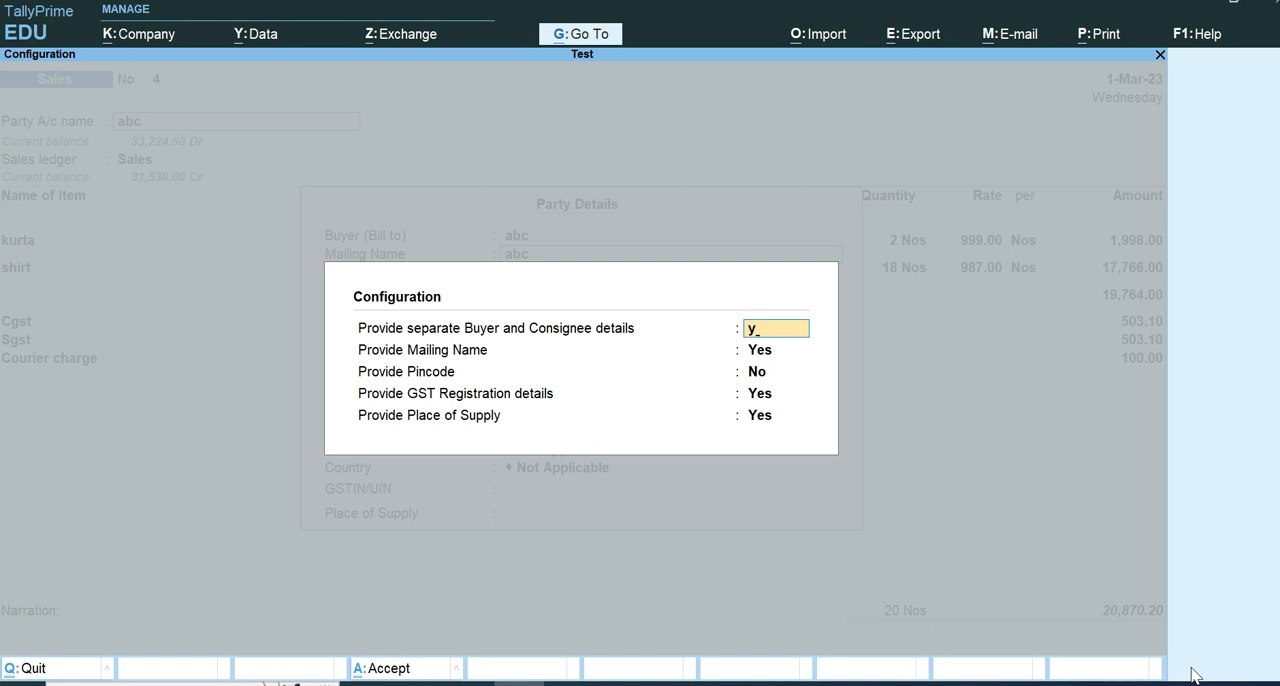 TallyPrime MANAGE
EDU K:Company Y:Data Z:Exchange G:Go To O:Import E:Export M:E-mail P:Print F1:Help
Configuration Test
Sales No. 4 1-Mar-23
Wednesday
Party A/c name : abc
Current balance : 33,224.50 Dr
Sales ledger : Sales
Current balance : 31,530.00 Cr
Name of Item Quantity Rate per Amount
Party Details
Buyer (Bill to) : abc
Mailing Name : abc
kurta 2 Nos 999.00 Nos 1,998.00
shirt 18 Nos 987.00 Nos 17,766.00
19,764.00
Cgst 503.10
Sgst 503.10
Courier charge 100.00
Configuration
Provide separate Buyer and Consignee details : y
Provide Mailing Name : Yes
Provide Pincode : No
Provide GST Registration details : Yes
Provide Place of Supply : Yes
Country : ♦ Not Applicable
GSTIN/UIN :
Place of Supply :
Narration: 20 Nos 20,870.20
Q:Quit A:Accept